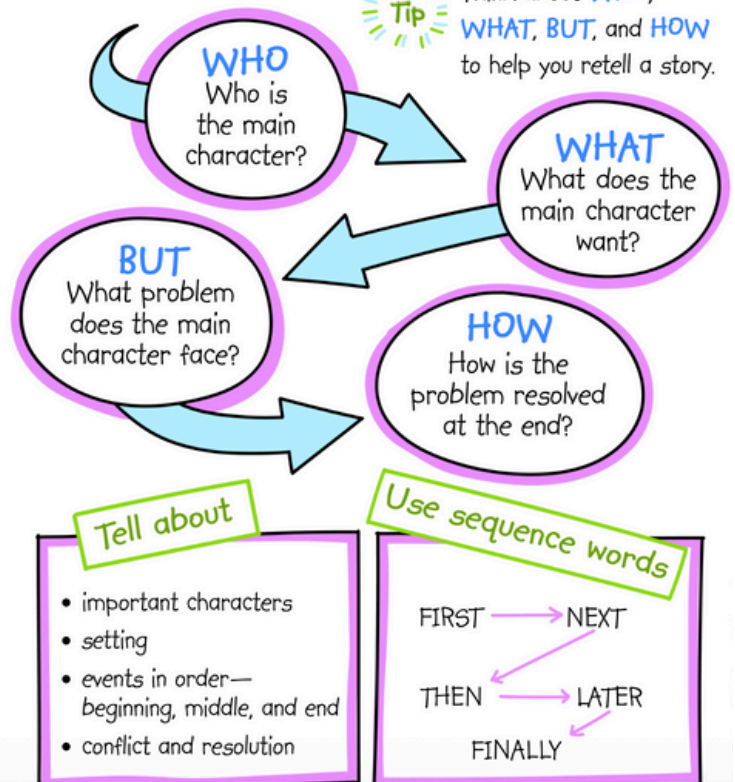 Tip
WHAT, BUT, and HOW
to help you retell a story.
WHO
Who is
the main
character?
WHAT
What does the
main character
want?
BUT
What problem
does the main
character face?
HOW
How is the
problem resolved
at the end?
Tell about
• important characters
• setting
• events in order—
beginning, middle, and end
• conflict and resolution
Use sequence words
FIRST NEXT
THEN LATER
FINALLY